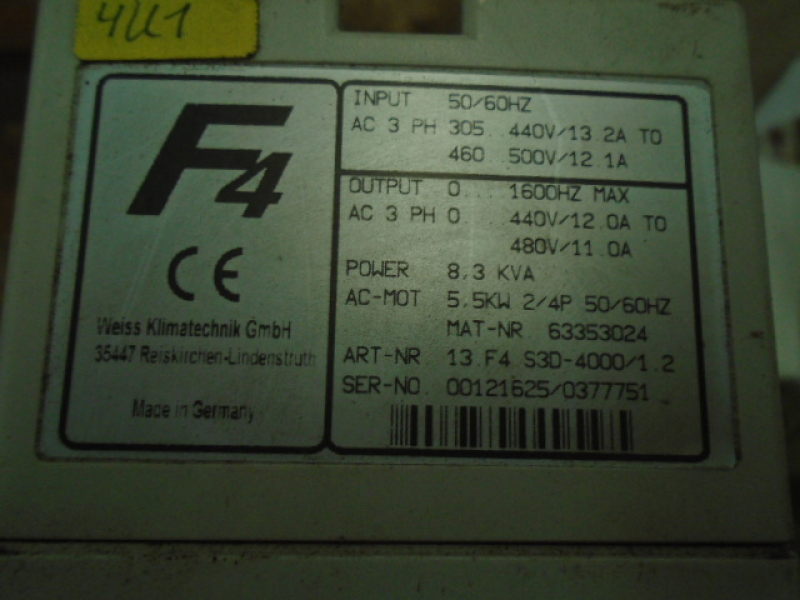 4U1
F4
CE
Weiss Klimatechnik GmbH
35447 Reiskirchen-Lindenstruth
Made in Germany
INPUT 50/60HZ
AC 3 PH 305.. 440V/13.2A TO
460.. 500V/12.1A
OUTPUT 0.... 1600HZ MAX
AC 3 PH 0... 440V/12.0A TO
480V/11.0A
POWER 8,3 KVA
AC-MOT 5,5KW 2/4P 50/60HZ
MAT-NR 63353024
ART-NR 13.F4 S3D-4000/1.2
SER-NO. 00121625/0377751